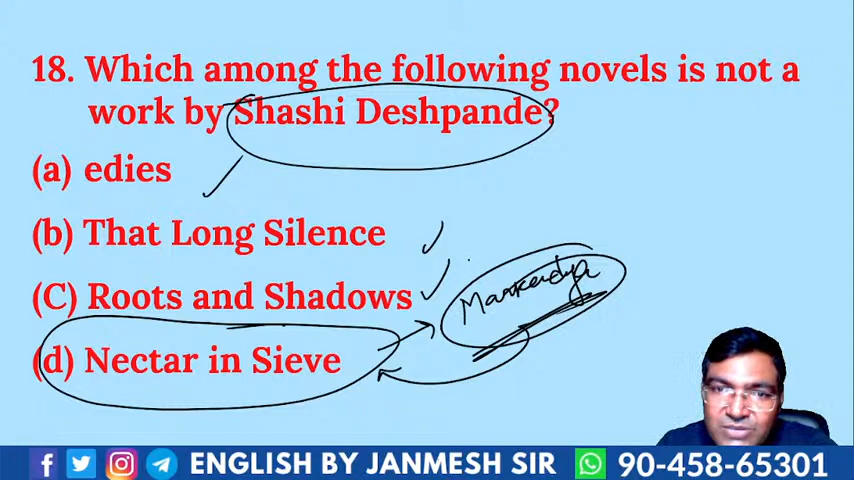 18. Which among the following novels is not a
work by Shashi Deshpande?
(a) edies
(b) That Long Silence
(C) Roots and Shadows
Markendya
(d) Nectar in Sieve
ENGLISH BY JANMESH SIR 90-458-65301